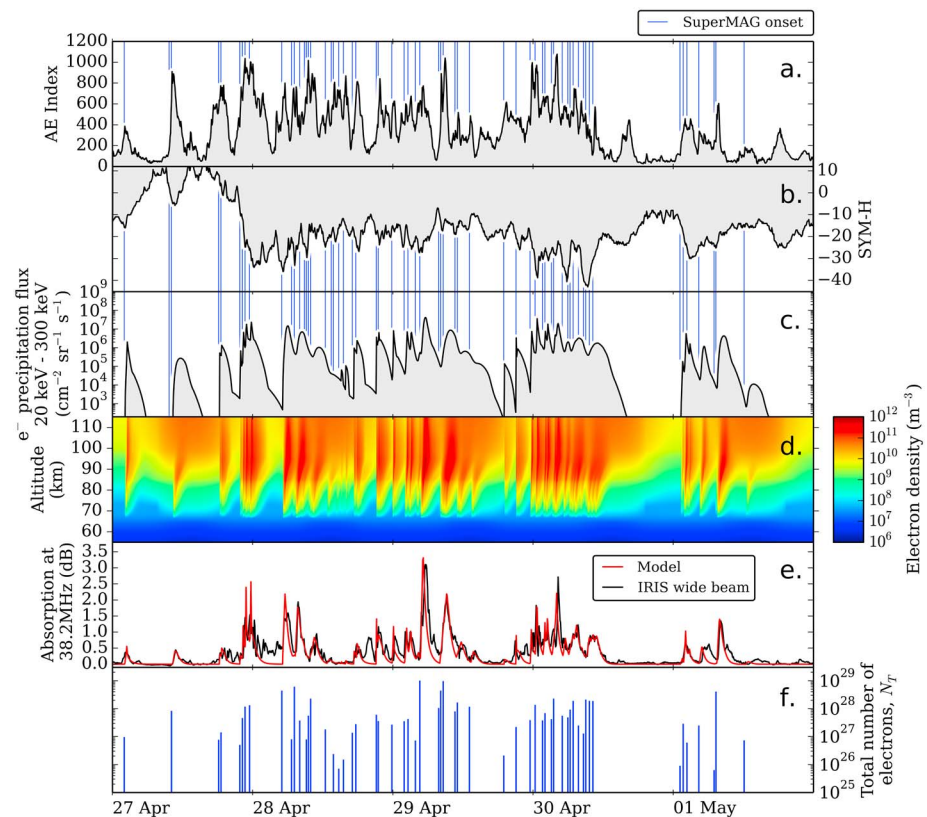 SuperMAG onset
1200
1000
800
600
400
200
0
AE Index
a.
10
0
−10
−20
−30
−40
SYM-H
b.
9
10⁹
10⁸
10⁷
10⁶
10⁵
10⁴
10³
e⁻ precipitation flux
20 keV - 300 keV
(cm⁻² sr⁻¹ s⁻¹)
c.
110
100
90
80
70
60
Altitude
(km)
d.
10¹²
10¹¹
10¹⁰
10⁹
10⁸
10⁷
10⁶
Electron density (m⁻³)
3.5
3.0
2.5
2.0
1.5
1.0
0.5
0.0
Absorption at
38.2MHz (dB)
Model
IRIS wide beam
e.
10²⁹
10²⁸
10²⁷
10²⁶
10²⁵
Total number of
electrons, N_T
f.
27 Apr
28 Apr
29 Apr
30 Apr
01 May